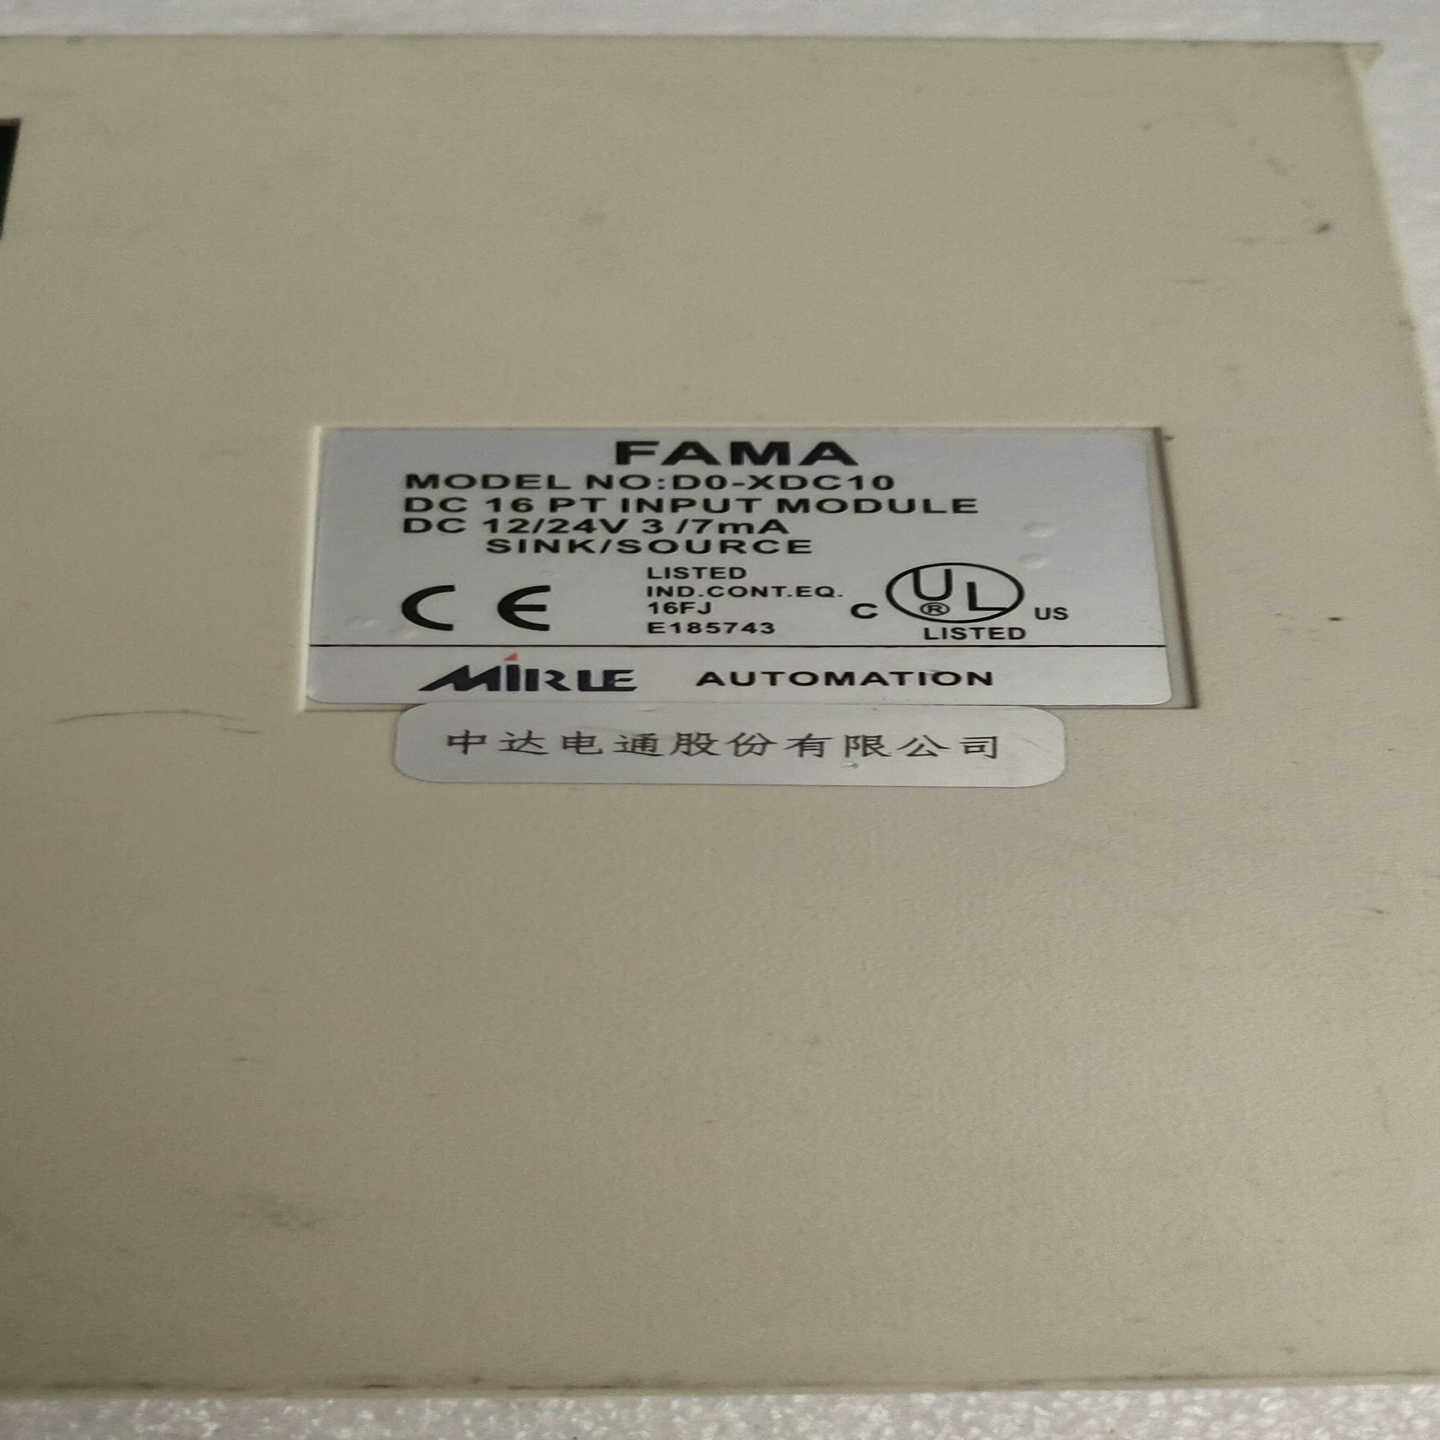 FAMA
MODEL NO:D0-XDC10
DC 16 PT INPUT MODULE
DC 12/24V 3 /7mA
SINK/SOURCE
CE
LISTED
IND.CONT.EQ.
16FJ
E185743
C UL ® US
LISTED
MIRLE AUTOMATION
中达电通股份有限公司